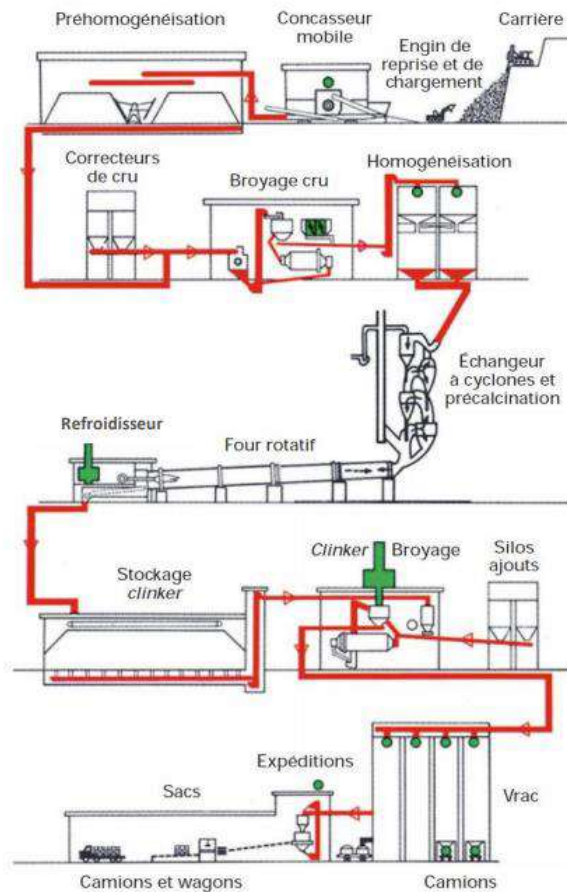 Préhomogénéisation
Concasseur
mobile
Engin de
reprise et de
chargement
Carrière
Correcteurs
de cru
Broyage cru
Homogénéisation
Échangeur
à cyclones et
précalcination
Refroidisseur
Four rotatif
Stockage
clinker
Clinker
Broyage
Silos
ajouts
Expéditions
Sacs
Vrac
Camions et wagons
Camions